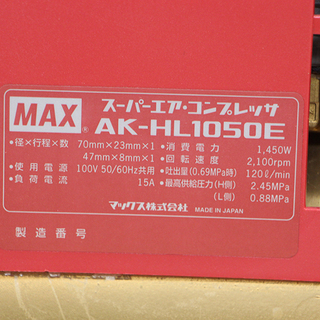 MAX® スーパーエア・コンプレッサ
AK-HL1050E
●径×行程×数 70mm×23mm×1
47mm×8mm×1
●使用電源 100V 50/60Hz共用
●負荷電流 15A
●消費電力 1,450W
●回転速度 2,100rpm
●吐出量(0.69MPa時) 120ℓ/min
●最高供給圧力(H側) 2.45MPa
(L側) 0.88MPa
マックス株式会社 MADE IN JAPAN
製造番号